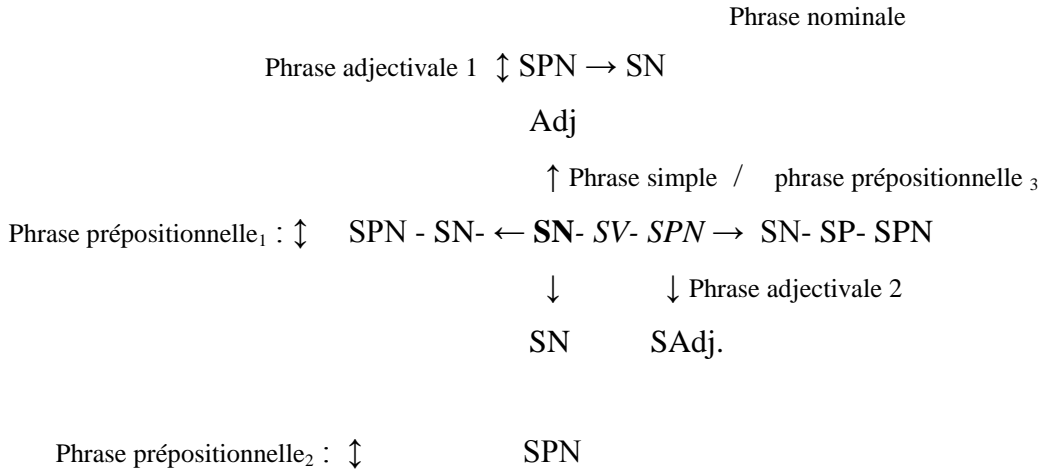 Phrase nominale
Phrase adjectivale 1 ↕ SPN → SN
Adj
↑ Phrase simple / phrase prépositionnelle ₃
Phrase prépositionnelle₁ : ↕ SPN - SN- ← SN- SV- SPN → SN- SP- SPN
↓ ↓ Phrase adjectivale 2
SN SAdj.
Phrase prépositionnelle₂ : ↕ SPN